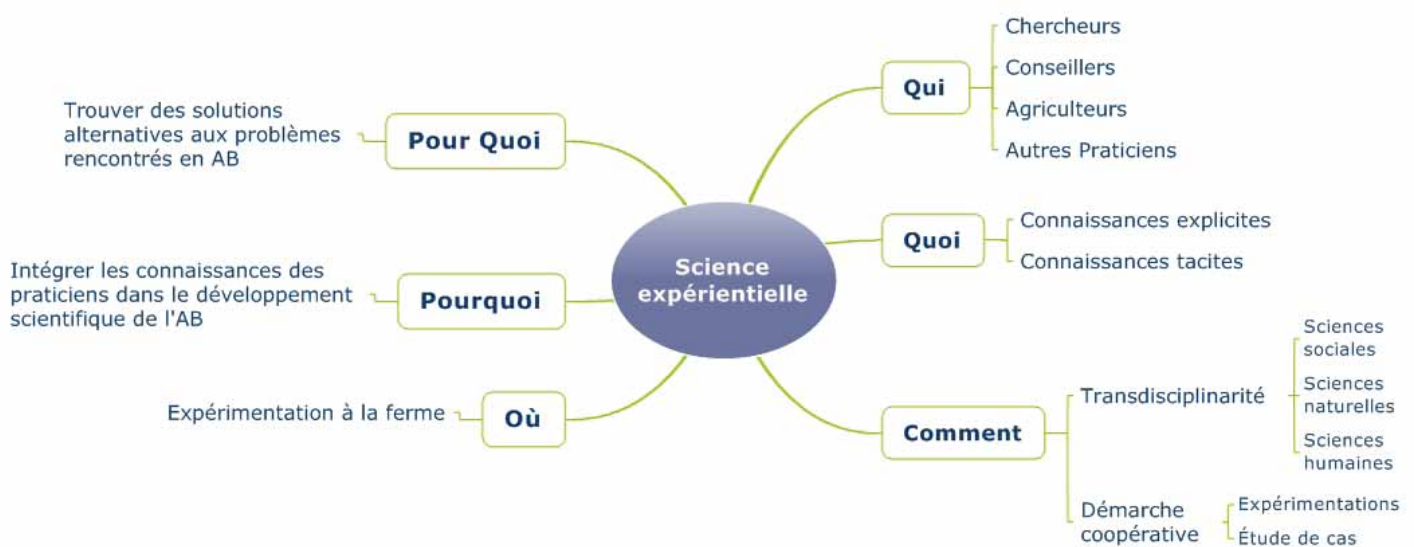 Science
expérientielle
Qui
Chercheurs
Conseillers
Agriculteurs
Autres Praticiens
Quoi
Connaissances explicites
Connaissances tacites
Comment
Transdisciplinarité
Sciences
sociales
Sciences
naturelles
Sciences
humaines
Démarche
coopérative
Expérimentations
Étude de cas
Pour Quoi
Trouver des solutions
alternatives aux problèmes
rencontrés en AB
Pourquoi
Intégrer les connaissances des
praticiens dans le développement
scientifique de l'AB
Où
Expérimentation à la ferme